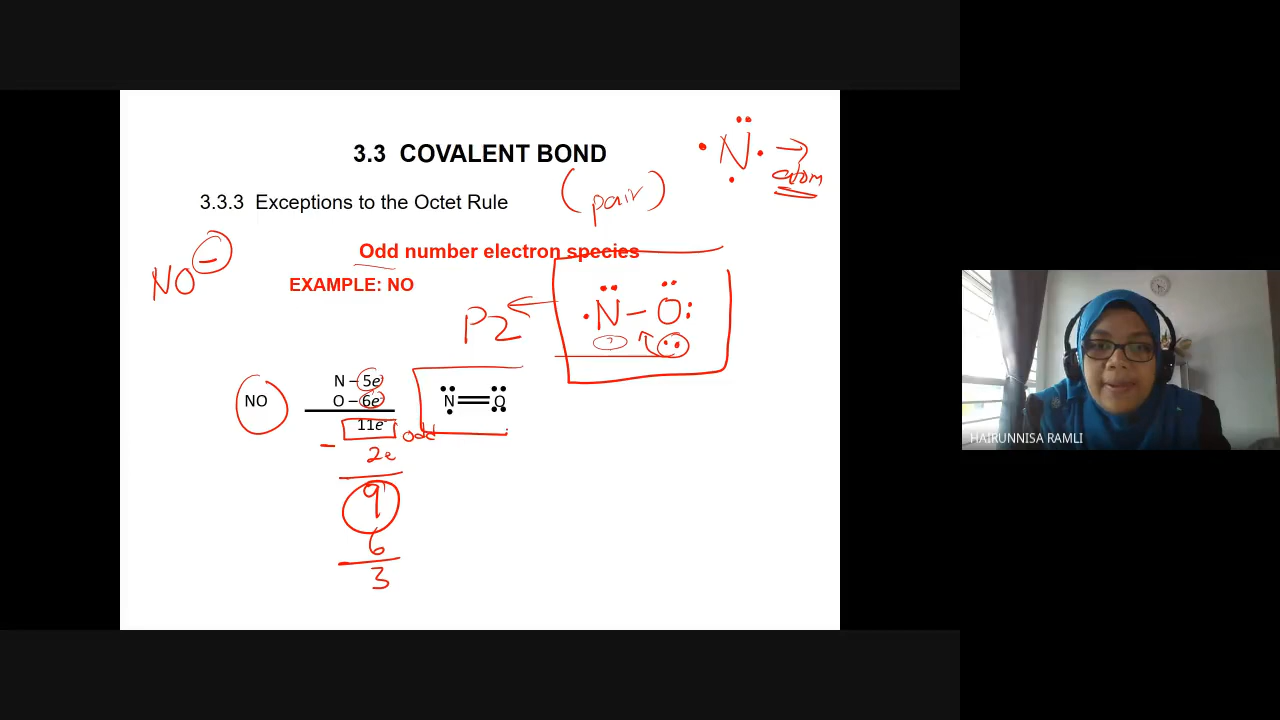 3.3 COVALENT BOND
N → atom
3.3.3 Exceptions to the Octet Rule
(pair)
Odd number electron species
NO⁻
EXAMPLE: NO
N – O
P2
NO
N – 5e⁻
O – 6e⁻
11e⁻
odd
N = O
- 2e
9
6
3
HAIRUNNISA RAMLI